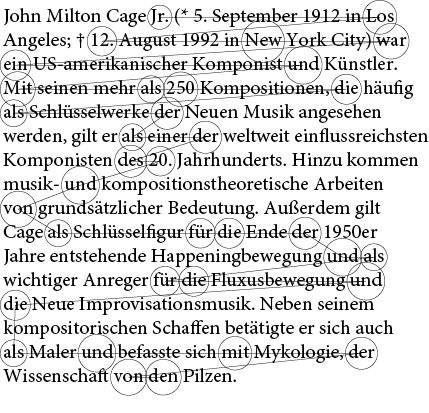 John Milton Cage Jr. (* 5. September 1912 in Los
Angeles; † 12. August 1992 in New York City) war
ein US-amerikanischer Komponist und Künstler.
Mit seinen mehr als 250 Kompositionen, die häufig
als Schlüsselwerke der Neuen Musik angesehen
werden, gilt er als einer der weltweit einflussreichsten
Komponisten des 20. Jahrhunderts. Hinzu kommen
musik- und kompositionstheoretische Arbeiten
von grundsätzlicher Bedeutung. Außerdem gilt
Cage als Schlüsselfigur für die Ende der 1950er
Jahre entstehende Happeningbewegung und als
wichtiger Anreger für die Fluxusbewegung und
die Neue Improvisationsmusik. Neben seinem
kompositorischen Schaffen betätigte er sich auch
als Maler und befasste sich mit Mykologie, der
Wissenschaft von den Pilzen.